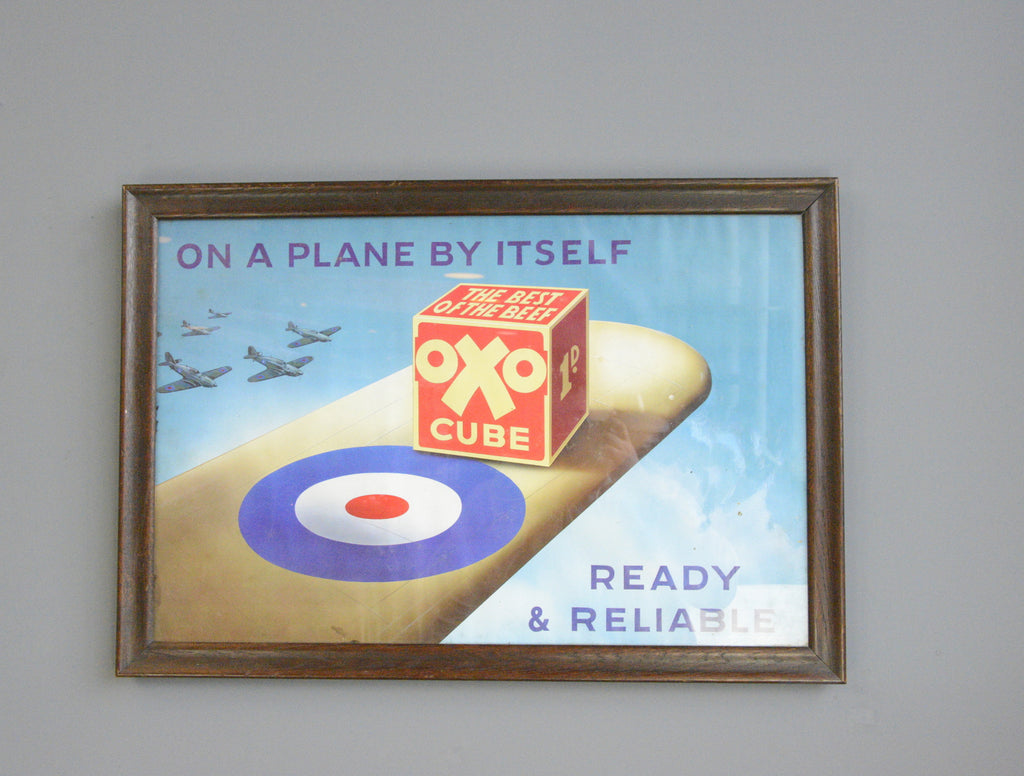 ON A PLANE BY ITSELF
THE BEST
OF THE BEEF
OXO
CUBE
1D.
READY
& RELIABLE